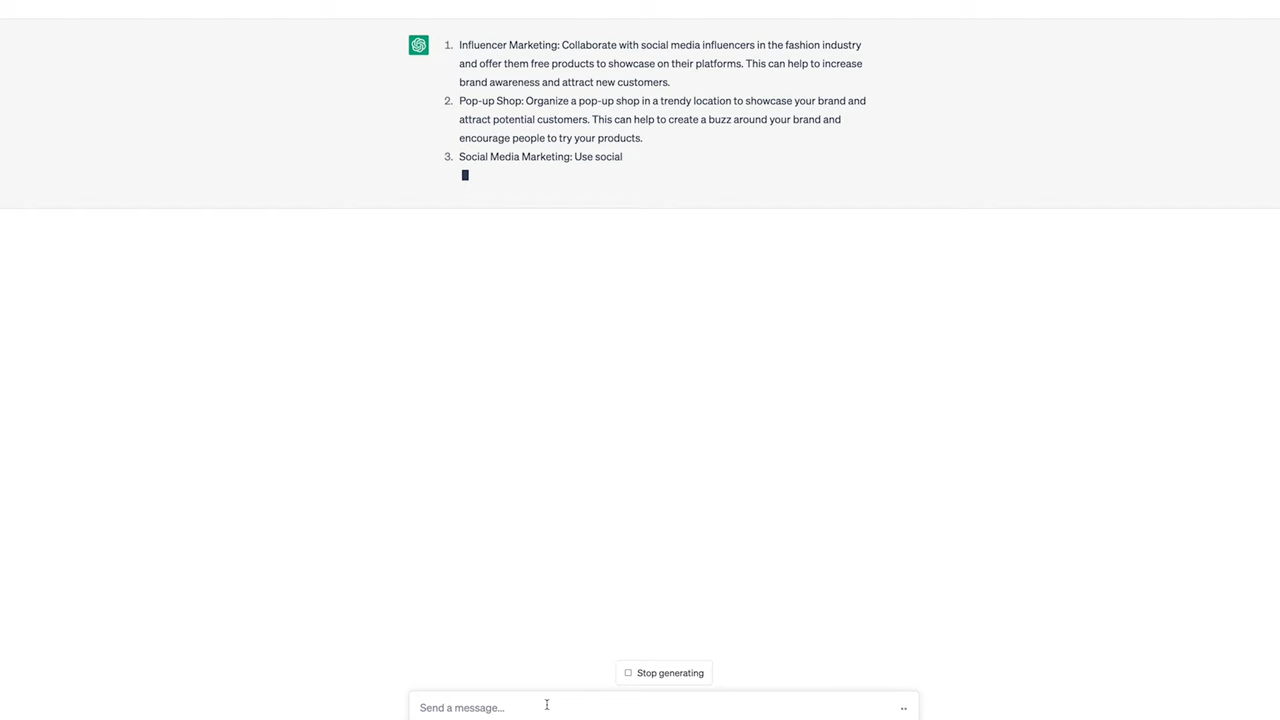 1. Influencer Marketing: Collaborate with social media influencers in the fashion industry
and offer them free products to showcase on their platforms. This can help to increase
brand awareness and attract new customers.
2. Pop-up Shop: Organize a pop-up shop in a trendy location to showcase your brand and
attract potential customers. This can help to create a buzz around your brand and
encourage people to try your products.
3. Social Media Marketing: Use social
Stop generating
Send a message...